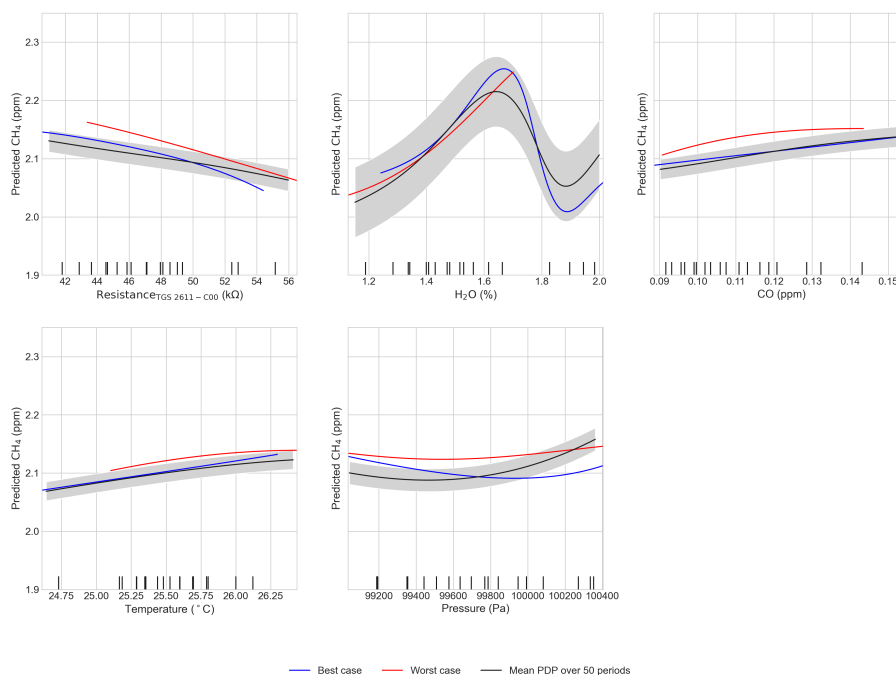 2.3
2.2
2.1
2.0
1.9
Predicted CH₄ (ppm)
42 44 46 48 50 52 54 56
Resistance_TGS 2611 − C00 (kΩ)
Predicted CH₄ (ppm)
1.2 1.4 1.6 1.8 2.0
H₂O (%)
Predicted CH₄ (ppm)
0.09 0.10 0.11 0.12 0.13 0.14 0.15
CO (ppm)
2.3
2.2
2.1
2.0
1.9
Predicted CH₄ (ppm)
24.75 25.00 25.25 25.50 25.75 26.00 26.25
Temperature (°C)
Predicted CH₄ (ppm)
99200 99400 99600 99800 100000 100200 100400
Pressure (Pa)
Best case Worst case Mean PDP over 50 periods